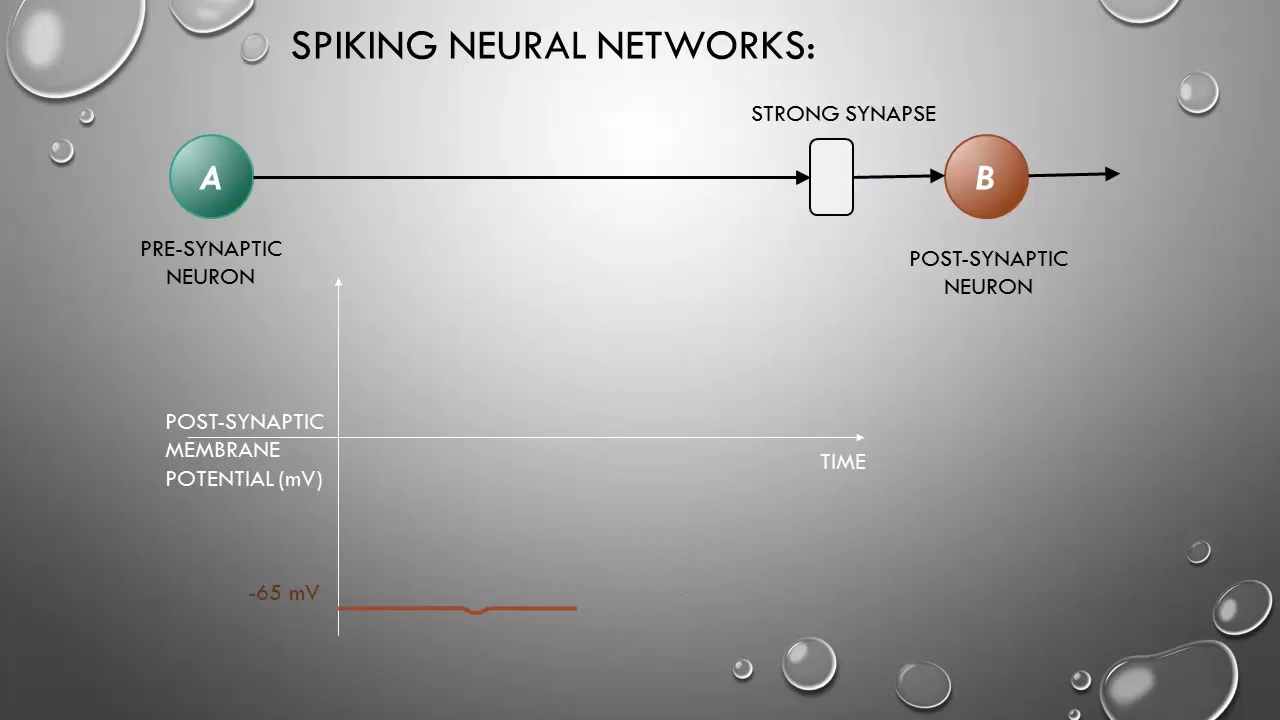 SPIKING NEURAL NETWORKS:
STRONG SYNAPSE
A
B
PRE-SYNAPTIC
NEURON
POST-SYNAPTIC
NEURON
POST-SYNAPTIC
MEMBRANE
POTENTIAL (mV)
TIME
-65 mV